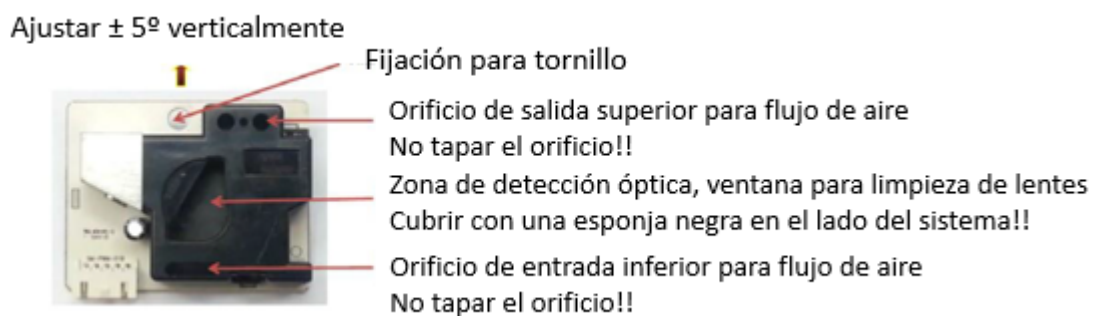 Ajustar ± 5º verticalmente
Fijación para tornillo
Orificio de salida superior para flujo de aire
No tapar el orificio!!
Zona de detección óptica, ventana para limpieza de lentes
Cubrir con una esponja negra en el lado del sistema!!
Orificio de entrada inferior para flujo de aire
No tapar el orificio!!